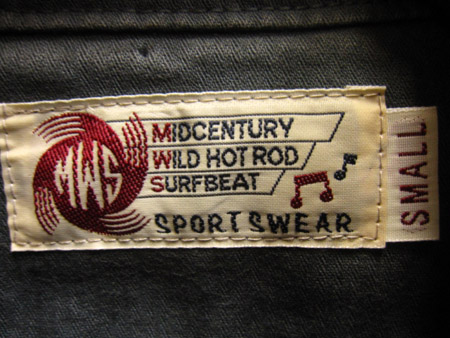 MWS
MIDCENTURY
WILD HOT ROD
SURFBEAT
SPORTSWEAR
SMALL